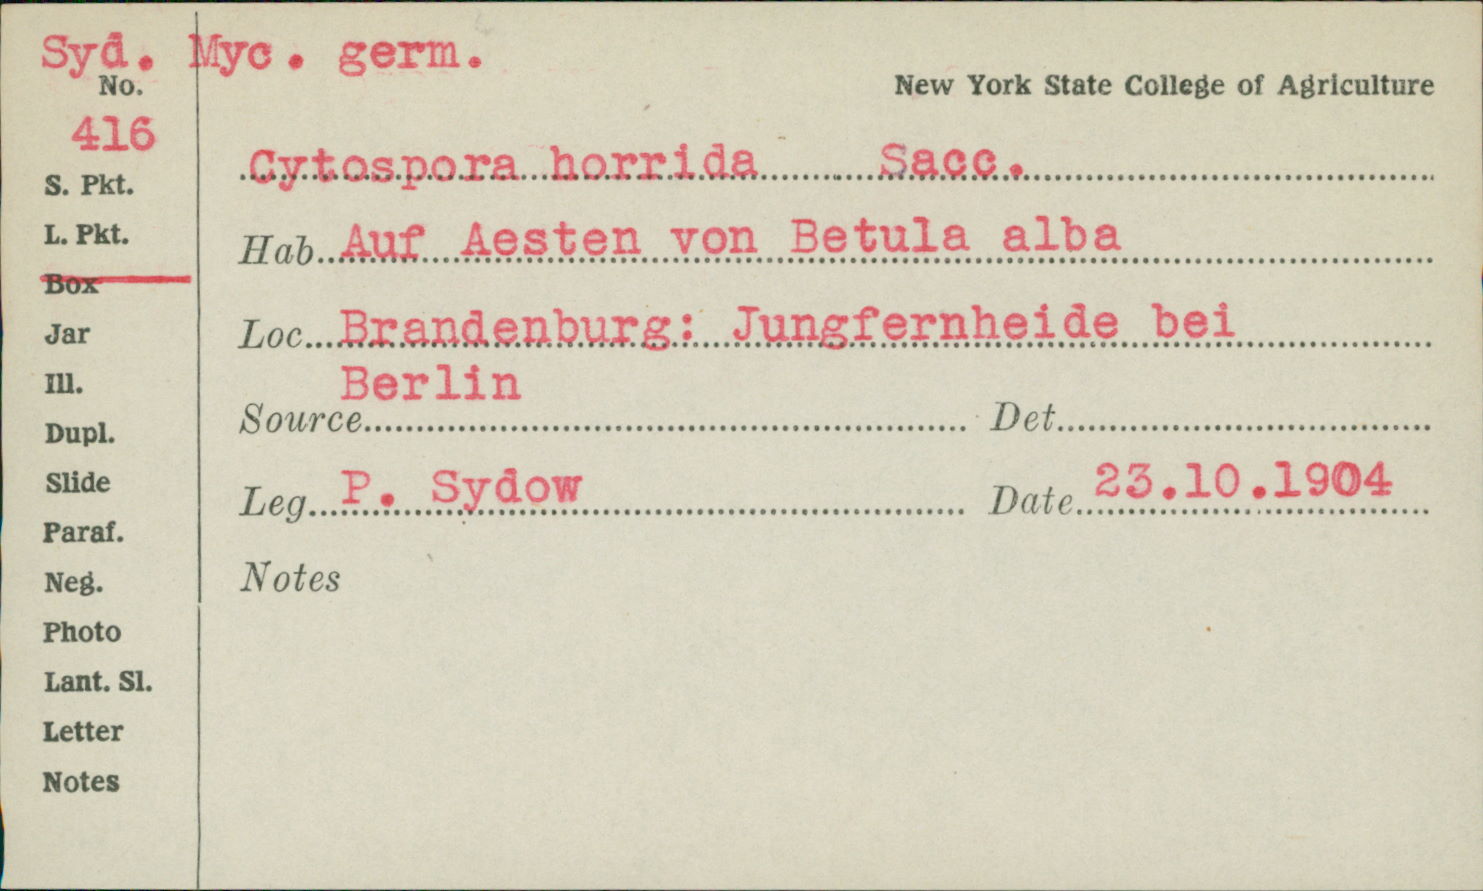 Syd. Myc. germ.
No.
New York State College of Agriculture
416
Cytospora horrida Sacc.
S. Pkt.
L. Pkt.
Hab. Auf Aesten von Betula alba
Box
Jar
Loc. Brandenburg: Jungfernheide bei
Berlin
Ill.
Source Det.
Dupl.
Slide
Leg. P. Sydow Date 23.10.1904
Paraf.
Neg.
Notes
Photo
Lant. Sl.
Letter
Notes